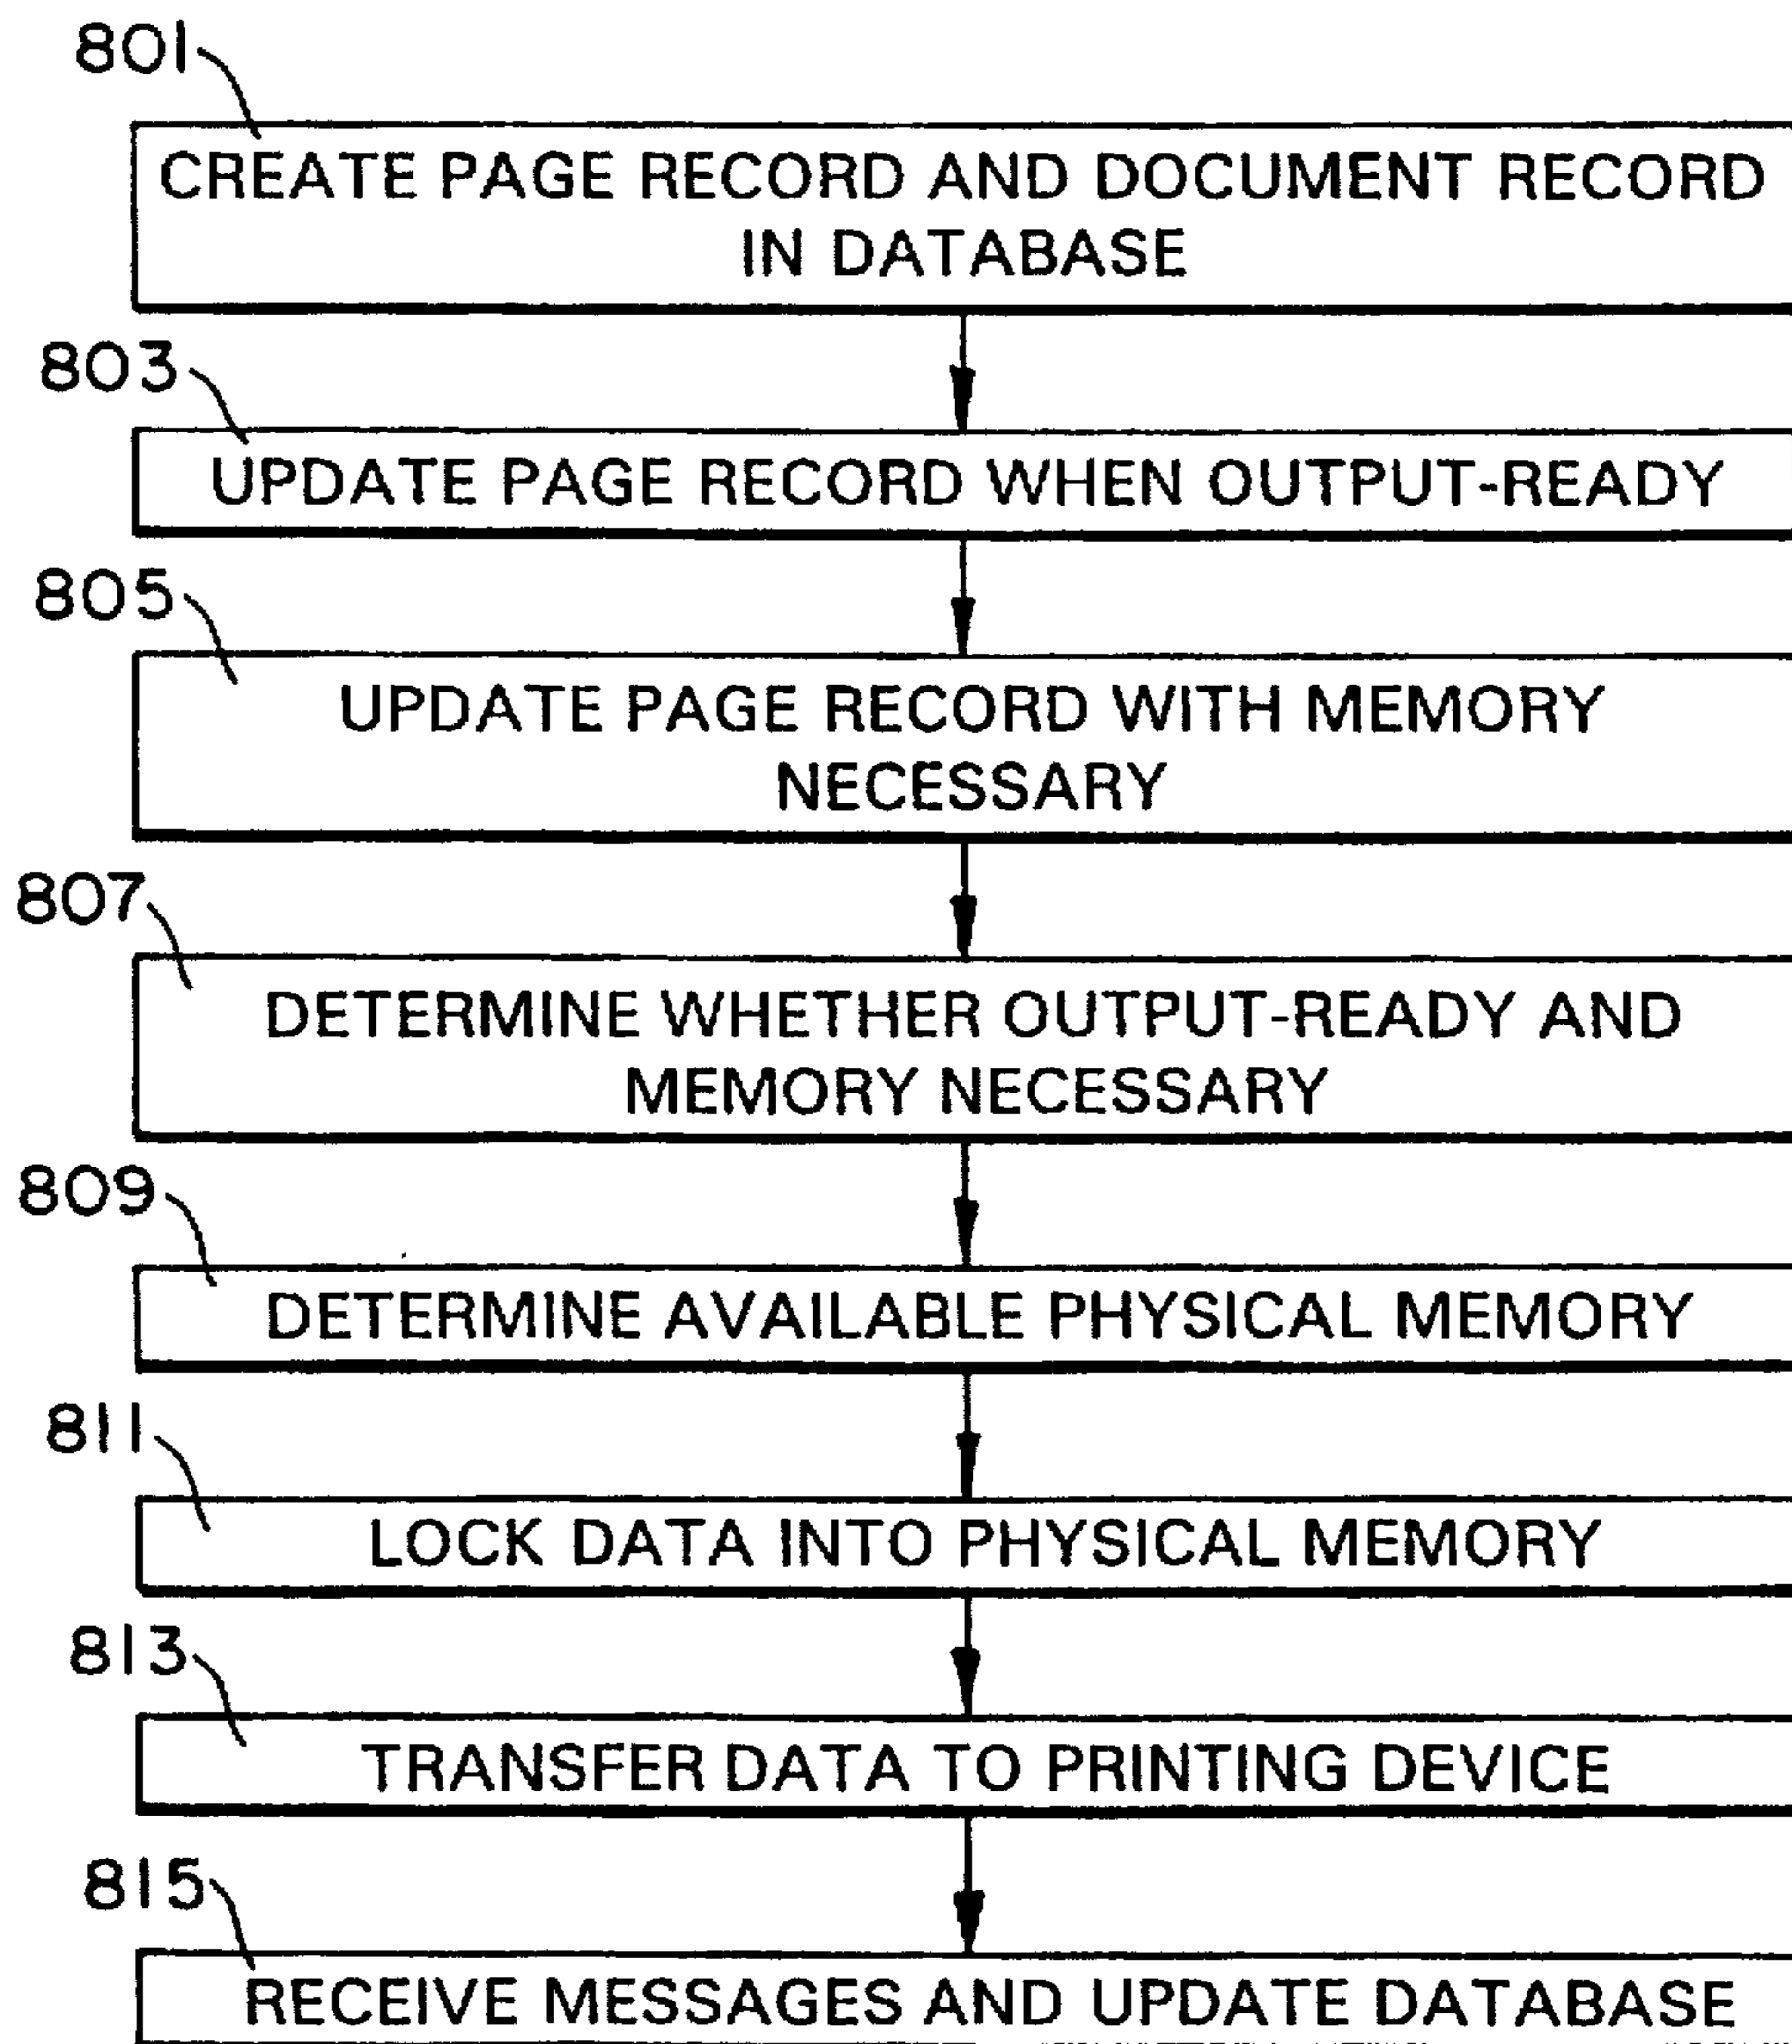 801
CREATE PAGE RECORD AND DOCUMENT RECORD
IN DATABASE
803
UPDATE PAGE RECORD WHEN OUTPUT-READY
805
UPDATE PAGE RECORD WITH MEMORY
NECESSARY
807
DETERMINE WHETHER OUTPUT-READY AND
MEMORY NECESSARY
809
DETERMINE AVAILABLE PHYSICAL MEMORY
811
LOCK DATA INTO PHYSICAL MEMORY
813
TRANSFER DATA TO PRINTING DEVICE
815
RECEIVE MESSAGES AND UPDATE DATABASE